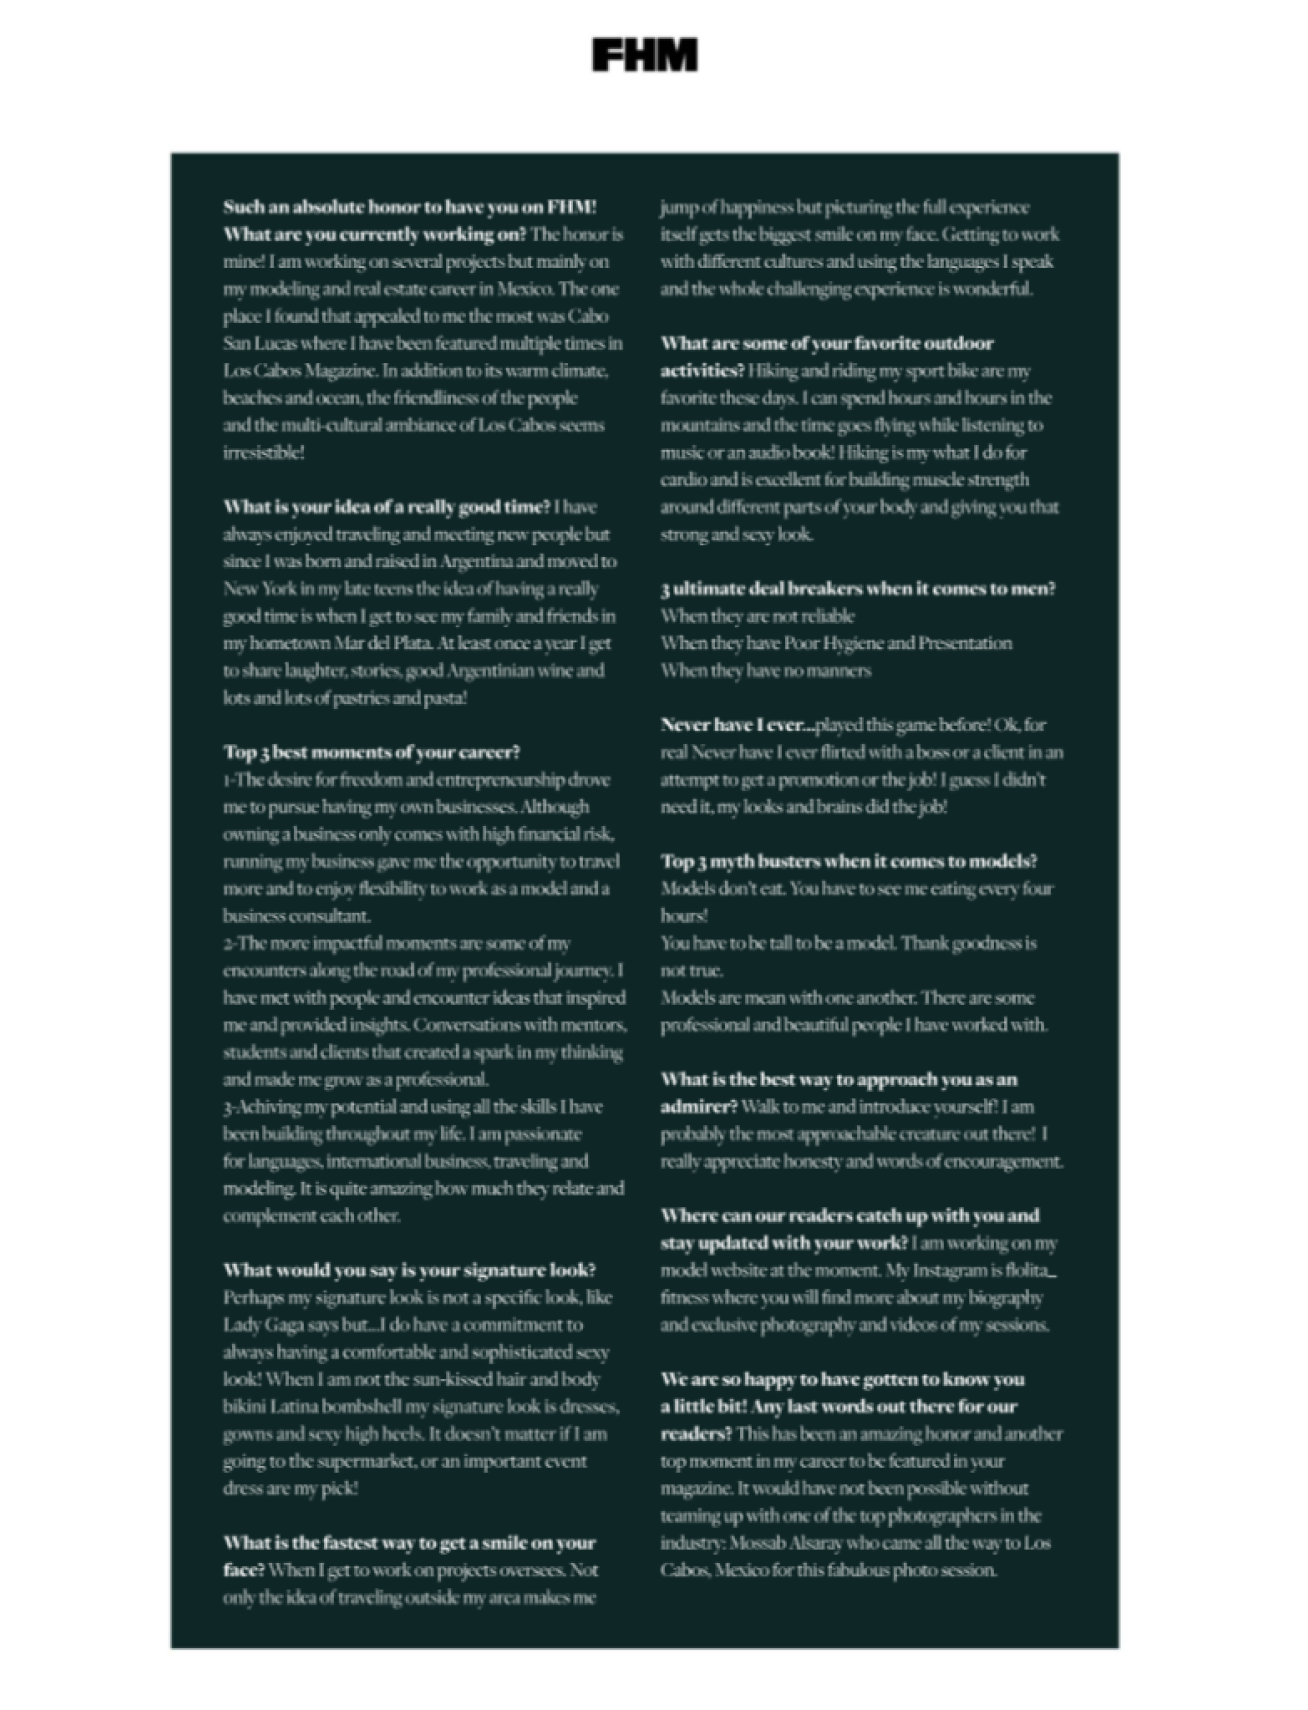 FHM
Such an absolute honor to have you on FHM!
What are you currently working on? The honor is
mine! I am working on several projects but mainly on
my modeling and real estate career in Mexico. The one
place I found that appealed to me the most was Cabo
San Lucas where I have been featured multiple times in
Los Cabos Magazine. In addition to its warm climate,
beaches and ocean, the friendliness of the people
and the multi-cultural ambiance of Los Cabos seems
irresistible!
What is your idea of a really good time? I have
always enjoyed traveling and meeting new people but
since I was born and raised in Argentina and moved to
New York in my late teens the idea of having a really
good time is when I get to see my family and friends in
my hometown Mar del Plata. At least once a year I get
to share laughter, stories, good Argentinian wine and
lots and lots of pastries and pasta!
Top 3 best moments of your career?
1-The desire for freedom and entrepreneurship drove
me to pursue having my own businesses. Although
owning a business only comes with high financial risk,
running my business gave me the opportunity to travel
more and to enjoy flexibility to work as a model and a
business consultant.
2-The more impactful moments are some of my
encounters along the road of my professional journey. I
have met with people and encounter ideas that inspired
me and provided insights. Conversations with mentors,
students and clients that created a spark in my thinking
and made me grow as a professional.
3-Achiving my potential and using all the skills I have
been building throughout my life. I am passionate
for languages, international business, traveling and
modeling. It is quite amazing how much they relate and
complement each other.
What would you say is your signature look?
Perhaps my signature look is not a specific look, like
Lady Gaga says but...I do have a commitment to
always having a comfortable and sophisticated sexy
look! When I am not the sun-kissed hair and body
bikini Latina bombshell my signature look is dresses,
gowns and sexy high heels. It doesn't matter if I am
going to the supermarket, or an important event
dress are my pick!
What is the fastest way to get a smile on your
face? When I get to work on projects oversees. Not
only the idea of traveling outside my area makes me
jump of happiness but picturing the full experience
itself gets the biggest smile on my face. Getting to work
with different cultures and using the languages I speak
and the whole challenging experience is wonderful.
What are some of your favorite outdoor
activities? Hiking and riding my sport bike are my
favorite these days. I can spend hours and hours in the
mountains and the time goes flying while listening to
music or an audio book! Hiking is my what I do for
cardio and is excellent for building muscle strength
around different parts of your body and giving you that
strong and sexy look.
3 ultimate deal breakers when it comes to men?
When they are not reliable
When they have Poor Hygiene and Presentation
When they have no manners
Never have I ever...played this game before! Ok, for
real Never have I ever flirted with a boss or a client in an
attempt to get a promotion or the job! I guess I didn't
need it, my looks and brains did the job!
Top 3 myth busters when it comes to models?
Models don't eat. You have to see me eating every four
hours!
You have to be tall to be a model. Thank goodness is
not true.
Models are mean with one another. There are some
professional and beautiful people I have worked with.
What is the best way to approach you as an
admirer? Walk to me and introduce yourself! I am
probably the most approachable creature out there! I
really appreciate honesty and words of encouragement.
Where can our readers catch up with you and
stay updated with your work? I am working on my
model website at the moment. My Instagram is flolita_
fitness where you will find more about my biography
and exclusive photography and videos of my sessions.
We are so happy to have gotten to know you
a little bit! Any last words out there for our
readers? This has been an amazing honor and another
top moment in my career to be featured in your
magazine. It would have not been possible without
teaming up with one of the top photographers in the
industry: Mossab Alsaray who came all the way to Los
Cabos, Mexico for this fabulous photo session.